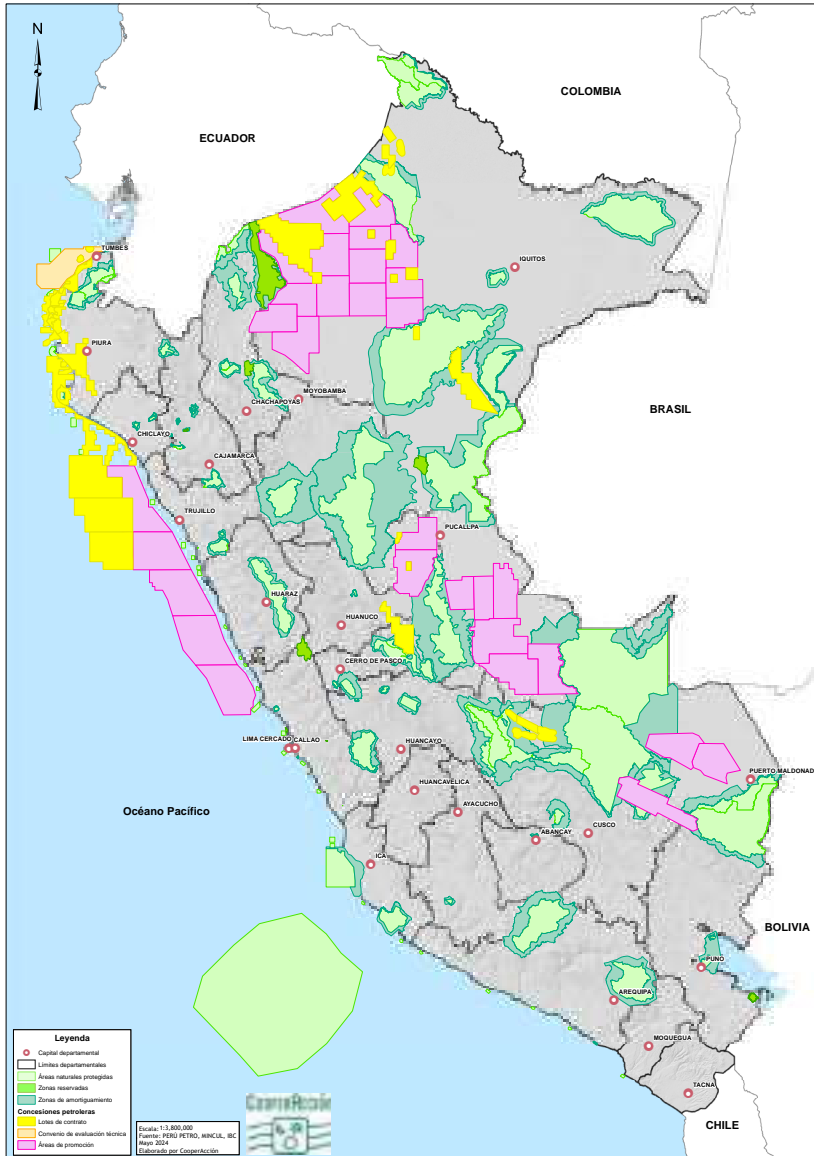 N
COLOMBIA
ECUADOR
TUMBES
IQUITOS
PIURA
MOYOBAMBA
CHACHAPOYAS
BRASIL
CHICLAYO
CAJAMARCA
TRUJILLO
PUCALLPA
HUARAZ
HUANUCO
CERRO DE PASCO
LIMA CERCADO
CALLAO
HUANCAYO
PUERTO MALDONAD
HUANCAVELICA
Océano Pacífico
AYACUCHO
ABANCAY
CUSCO
ICA
BOLIVIA
PUNO
AREQUIPA
MOQUEGUA
TACNA
CHILE
Leyenda
Capital departamental
Límites departamentales
Áreas naturales protegidas
Zonas reservadas
Zonas de amortiguamiento
Concesiones petroleras
Lotes de contrato
Convenio de evaluación técnica
Áreas de promoción
Escala: 1:3,800,000
Fuente: PERÚ PETRO, MINCUL, IBC
Mayo 2024
Elaborado por CooperAcción
CooperAcción